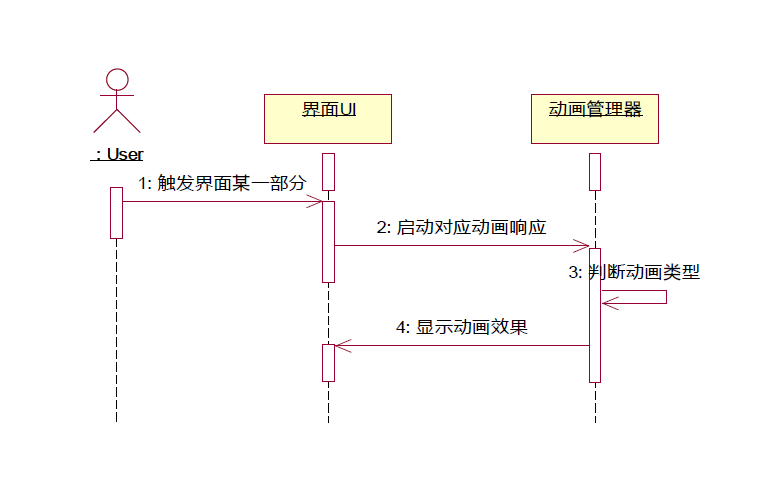 : User
界面UI
动画管理器
1: 触发界面某一部分
2: 启动对应动画响应
3: 判断动画类型
4: 显示动画效果